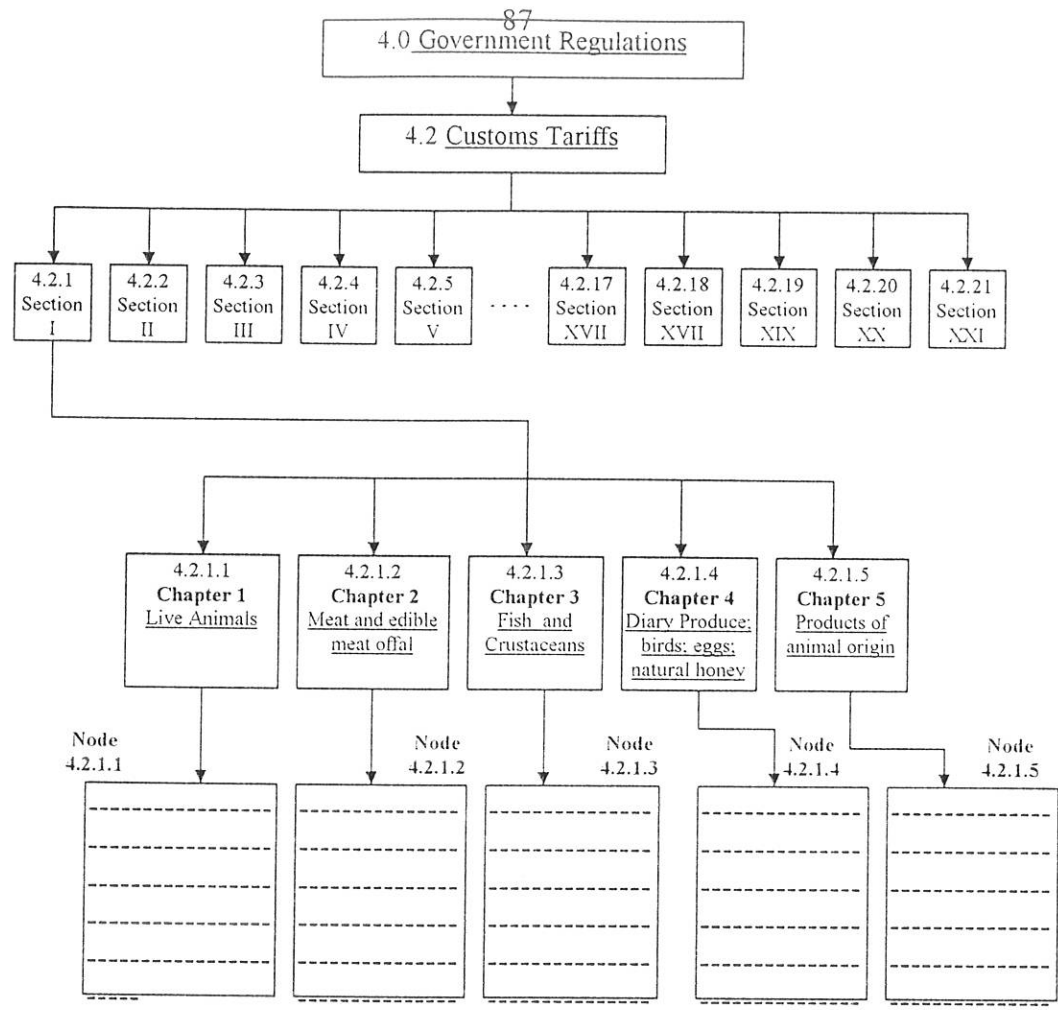 87
4.0 Government Regulations
4.2 Customs Tariffs
4.2.1
Section
I
4.2.2
Section
II
4.2.3
Section
III
4.2.4
Section
IV
4.2.5
Section
V
. . . .
4.2.17
Section
XVII
4.2.18
Section
XVII
4.2.19
Section
XIX
4.2.20
Section
XX
4.2.21
Section
XXI
4.2.1.1
Chapter 1
Live Animals
4.2.1.2
Chapter 2
Meat and edible
meat offal
4.2.1.3
Chapter 3
Fish and
Crustaceans
4.2.1.4
Chapter 4
Diary Produce;
birds; eggs;
natural honey
4.2.1.5
Chapter 5
Products of
animal origin
Node
4.2.1.1
Node
4.2.1.2
Node
4.2.1.3
Node
4.2.1.4
Node
4.2.1.5